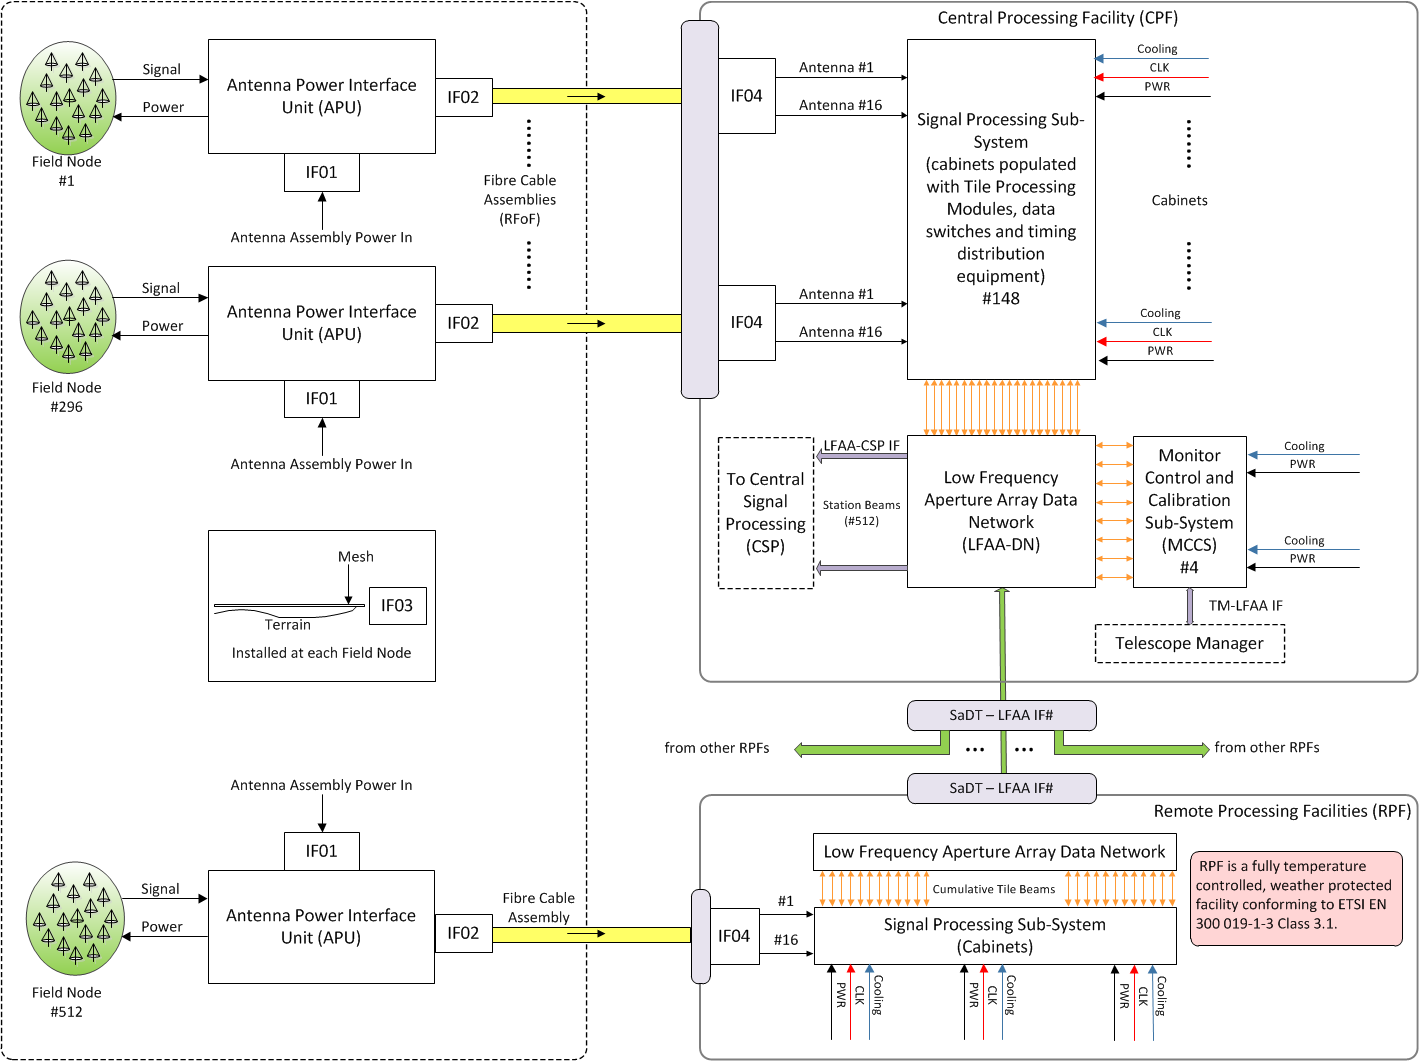 Central Processing Facility (CPF)
Signal
Power
Field Node
#1
Antenna Power Interface
Unit (APU)
IF02
IF01
Antenna Assembly Power In
Fibre Cable
Assemblies
(RFoF)
IF04
Antenna #1
Antenna #16
Signal Processing Sub-
System
(cabinets populated
with Tile Processing
Modules, data
switches and timing
distribution
equipment)
#148
Cooling
CLK
PWR
Cabinets
Signal
Power
Field Node
#296
Antenna Power Interface
Unit (APU)
IF02
IF01
Antenna Assembly Power In
IF04
Antenna #1
Antenna #16
Cooling
CLK
PWR
To Central
Signal
Processing
(CSP)
LFAA-CSP IF
Station Beams
(#512)
Low Frequency
Aperture Array Data
Network
(LFAA-DN)
Monitor
Control and
Calibration
Sub-System
(MCCS)
#4
Cooling
PWR
Cooling
PWR
TM-LFAA IF
Telescope Manager
Mesh
IF03
Terrain
Installed at each Field Node
SaDT – LFAA IF#
from other RPFs
... ...
from other RPFs
SaDT – LFAA IF#
Remote Processing Facilities (RPF)
Antenna Assembly Power In
IF01
Signal
Power
Field Node
#512
Antenna Power Interface
Unit (APU)
IF02
Fibre Cable
Assembly
IF04
#1
#16
Low Frequency Aperture Array Data Network
Cumulative Tile Beams
Signal Processing Sub-System
(Cabinets)
PWR
CLK
Cooling
PWR
CLK
Cooling
PWR
CLK
Cooling
RPF is a fully temperature
controlled, weather protected
facility conforming to ETSI EN
300 019-1-3 Class 3.1.